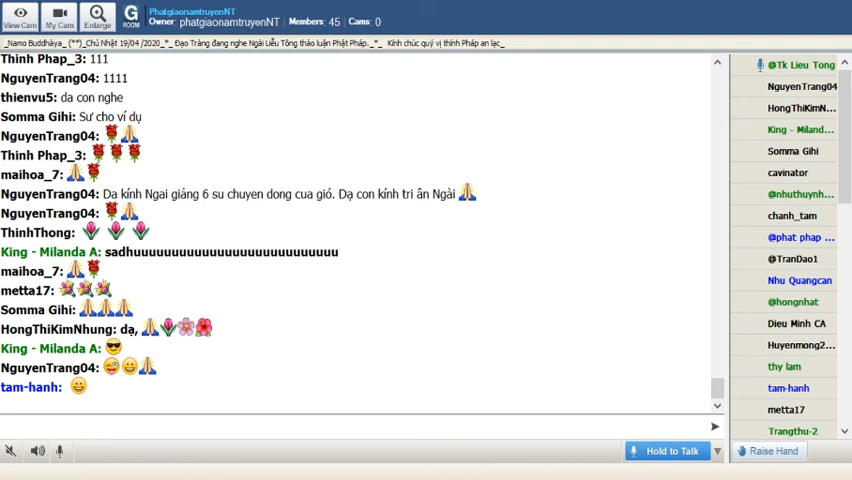 View Cam
My Cam
Enlarge
G
ROOM
PhatgiaonamtruyenNT
Owner: phatgiaonamtruyenNT   Members: 45   Cams: 0
_Namo Buddhàya_ (**)_Chủ Nhật 19/04 /2020_*_ Đạo Tràng đang nghe Ngài Liễu Tông thảo luận Phật Pháp._*_   Kính chúc quý vị thính Pháp an lạc_
Thinh Phap_3: 111
NguyenTrang04: 1111
thienvu5: da con nghe
Somma Gihi: Sư cho ví dụ
NguyenTrang04: 🌹🙏
Thinh Phap_3: 🌹🌹🌹
maihoa_7: 🙏🌹
NguyenTrang04: Da kính Ngai giảng 6 su chuyen dong cua gió. Dạ con kính tri ân Ngài 🙏
NguyenTrang04: 🌹🙏
ThinhThong: 🌷 🌷 🌷
King - Milanda A: sadhuuuuuuuuuuuuuuuuuuuuuuuuuuu
maihoa_7: 🙏🌹
metta17: 💐💐💐
Somma Gihi: 🙏🙏🙏
HongThiKimNhung: dạ, 🙏🌷🌸🌺
King - Milanda A: 😎
NguyenTrang04: 😜😀🙏
tam-hanh: 😀
Hold to Talk
@Tk Lieu Tong
NguyenTrang04
HongThiKimN...
King - Miland...
Somma Gihi
cavinator
@nhuthuynh...
chanh_tam
@phat phap ...
@TranDao1
Nhu Quangcan
@hongnhat
Dieu Minh CA
Huyenmong2...
thy lam
tam-hanh
metta17
Trangthu-2
Raise Hand